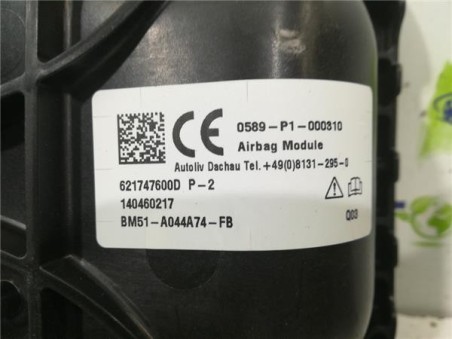 CE 0589-P1-000310
Airbag Module
Autoliv Dachau Tel.+49(0)8131-295-0
621747600D P-2
140460217
BM51-A044A74-FB
Q03